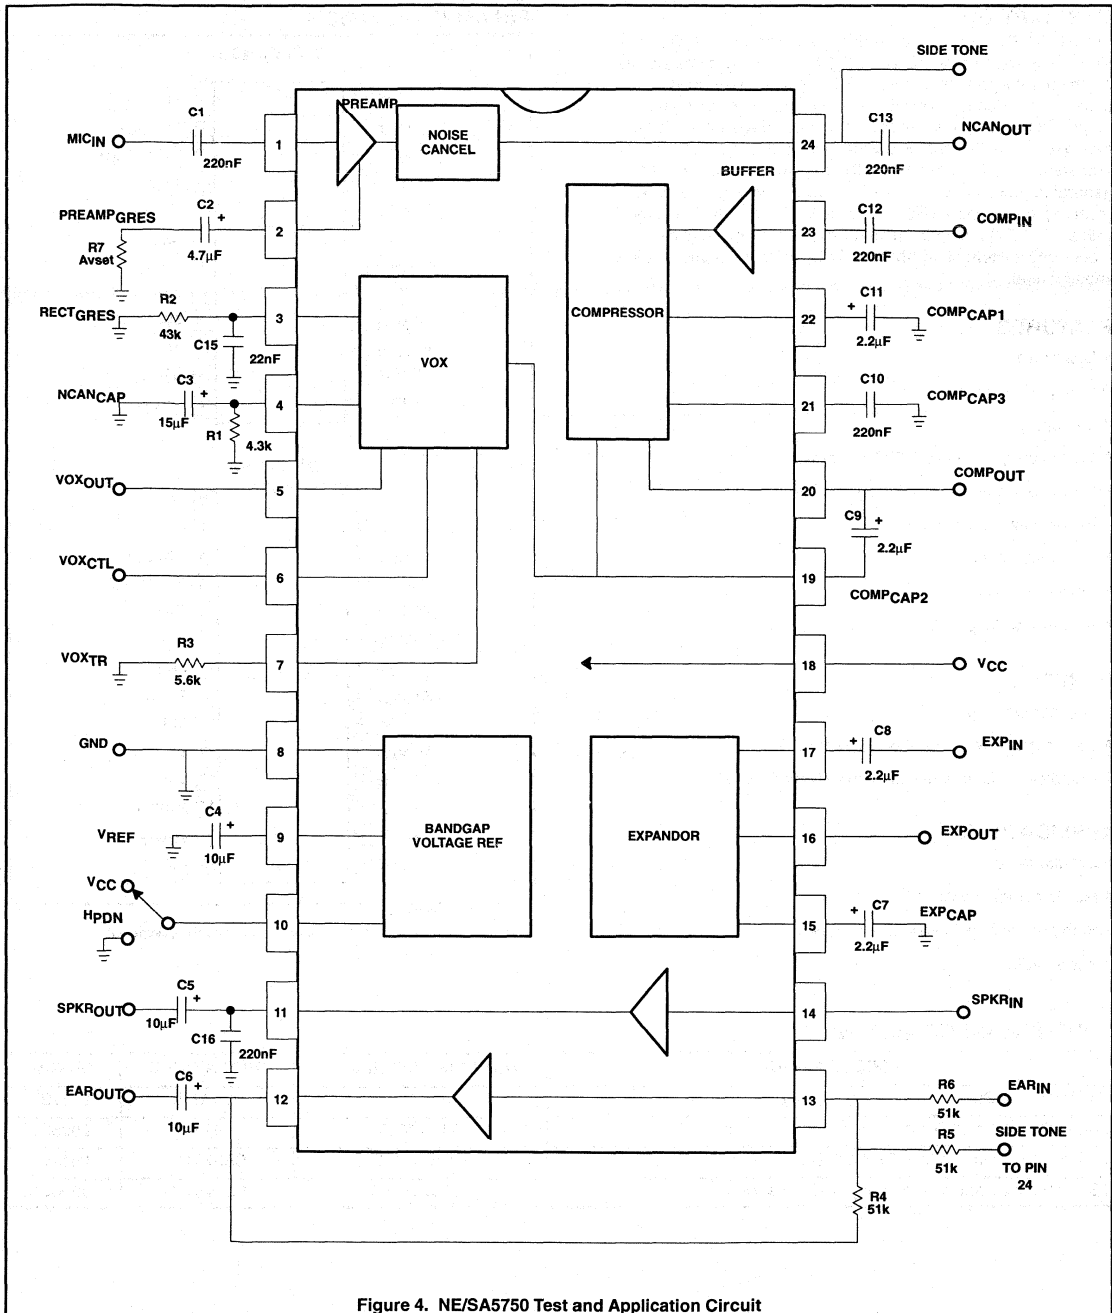 SIDE TONE
PREAMP
C1
C13
MICIN
1
NOISE
CANCEL
24
NCANOUT
220nF
220nF
BUFFER
PREAMPGRES
C2
+
C12
COMPIN
2
23
R7
Avset
4.7µF
220nF
RECTGRES
R2
3
COMPRESSOR
22
+
C11
COMPCAP1
43k
C15
22nF
VOX
2.2µF
NCANCAP
C3
+
4
21
C10
COMPCAP3
15µF
R1
4.3k
220nF
VOXOUT
5
20
COMPOUT
C9
+
2.2µF
VOXCTL
6
19
COMPCAP2
VOXTR
R3
7
18
VCC
5.6k
GND
8
17
+
C8
EXPIN
2.2µF
VREF
C4
+
9
BANDGAP
VOLTAGE REF
EXPANDOR
16
EXPOUT
10µF
VCC
HPDN
10
15
+
C7
EXPCAP
2.2µF
SPKROUT
C5
+
11
14
SPKRIN
10µF
C16
220nF
EAROUT
C6
+
12
13
R6
EARIN
10µF
51k
R5
SIDE TONE
51k
TO PIN
24
R4
51k
Figure 4. NE/SA5750 Test and Application Circuit